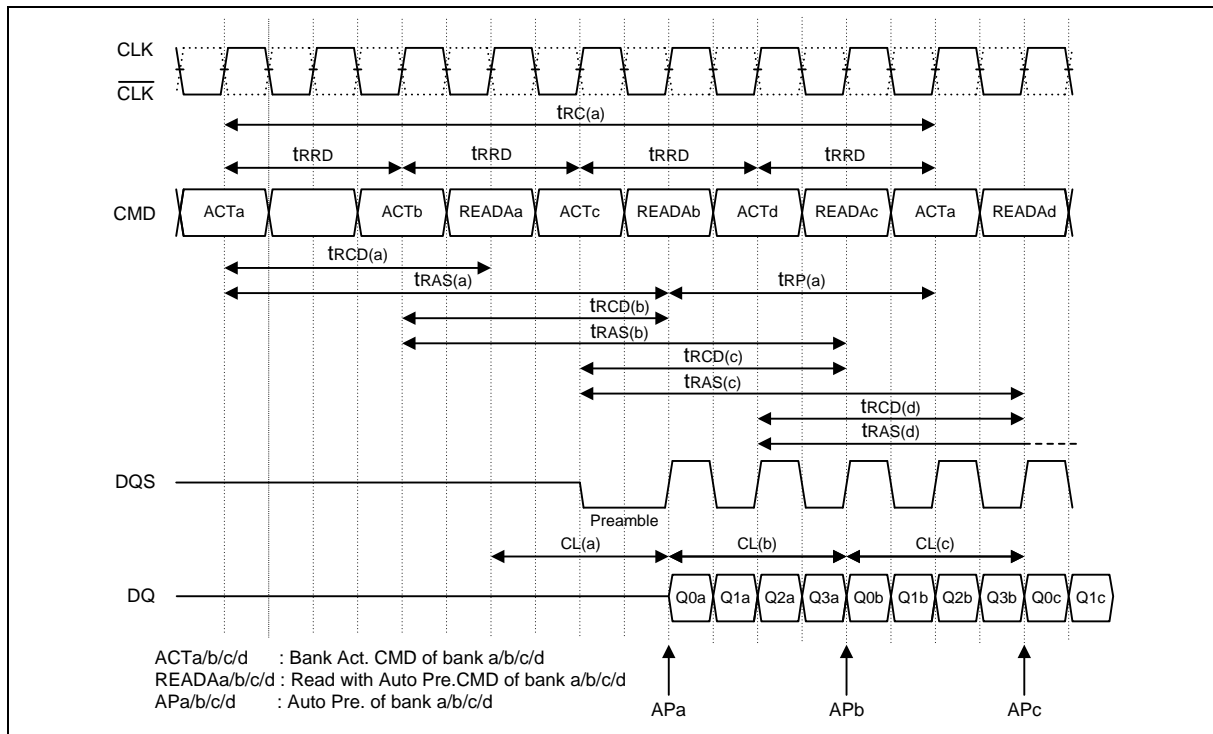 CLK
CLK
tRC(a)
tRRD tRRD tRRD tRRD
CMD ACTa ACTb READAa ACTc READAb ACTd READAc ACTa READAd
tRCD(a)
tRAS(a) tRP(a)
tRCD(b)
tRAS(b)
tRCD(c)
tRAS(c)
tRCD(d)
tRAS(d)
DQS
Preamble
CL(a) CL(b) CL(c)
DQ Q0a Q1a Q2a Q3a Q0b Q1b Q2b Q3b Q0c Q1c
ACTa/b/c/d : Bank Act. CMD of bank a/b/c/d
READAa/b/c/d : Read with Auto Pre.CMD of bank a/b/c/d
APa/b/c/d : Auto Pre. of bank a/b/c/d
APa APb APc